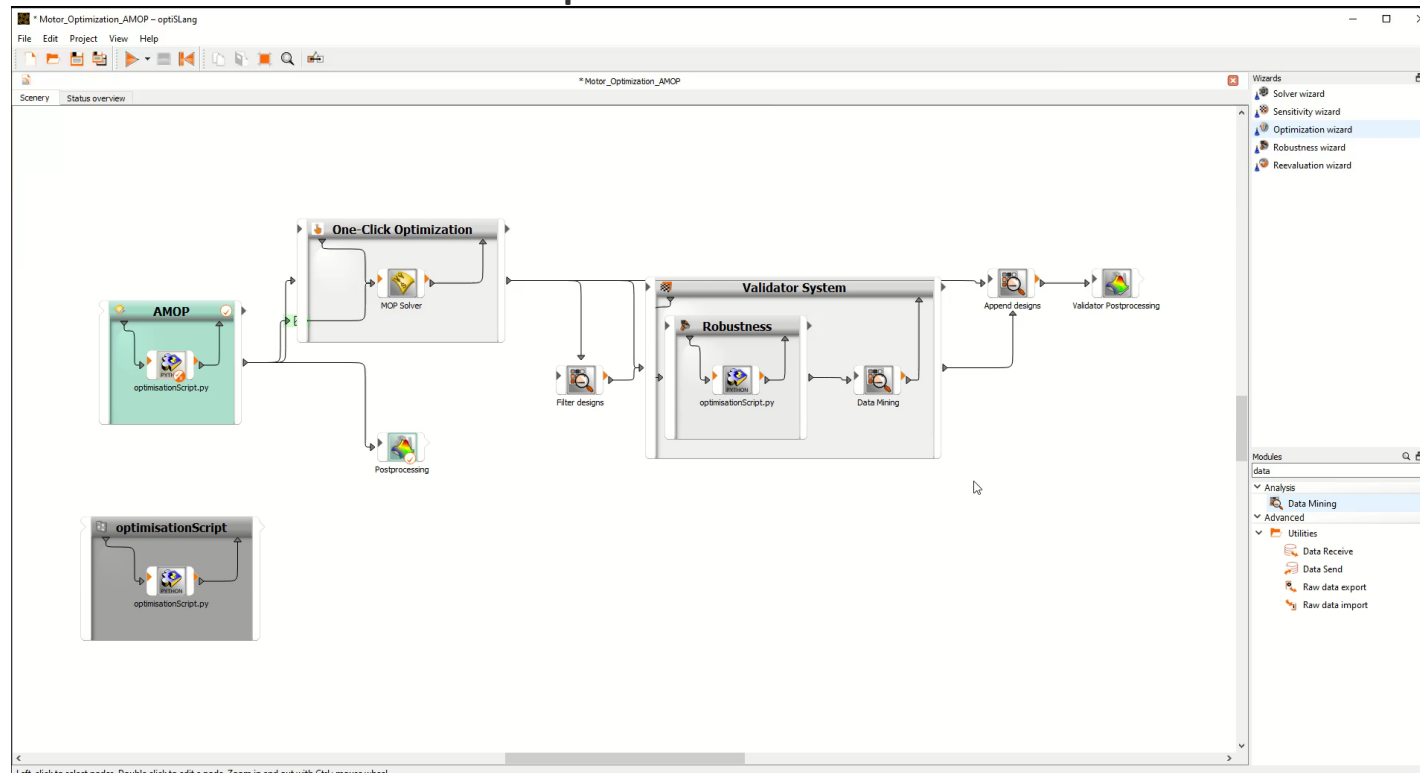 * Motor_Optimization_AMOP – optiSLang
File Edit Project View Help
* Motor_Optimization_AMOP
Scenery Status overview
One-Click Optimization
MOP Solver
AMOP
optimisationScript.py
Postprocessing
optimisationScript
optimisationScript.py
Filter designs
Validator System
Robustness
optimisationScript.py
Data Mining
Append designs
Validator Postprocessing
Wizards
Solver wizard
Sensitivity wizard
Optimization wizard
Robustness wizard
Reevaluation wizard
Modules
data
Analysis
Data Mining
Advanced
Utilities
Data Receive
Data Send
Raw data export
Raw data import